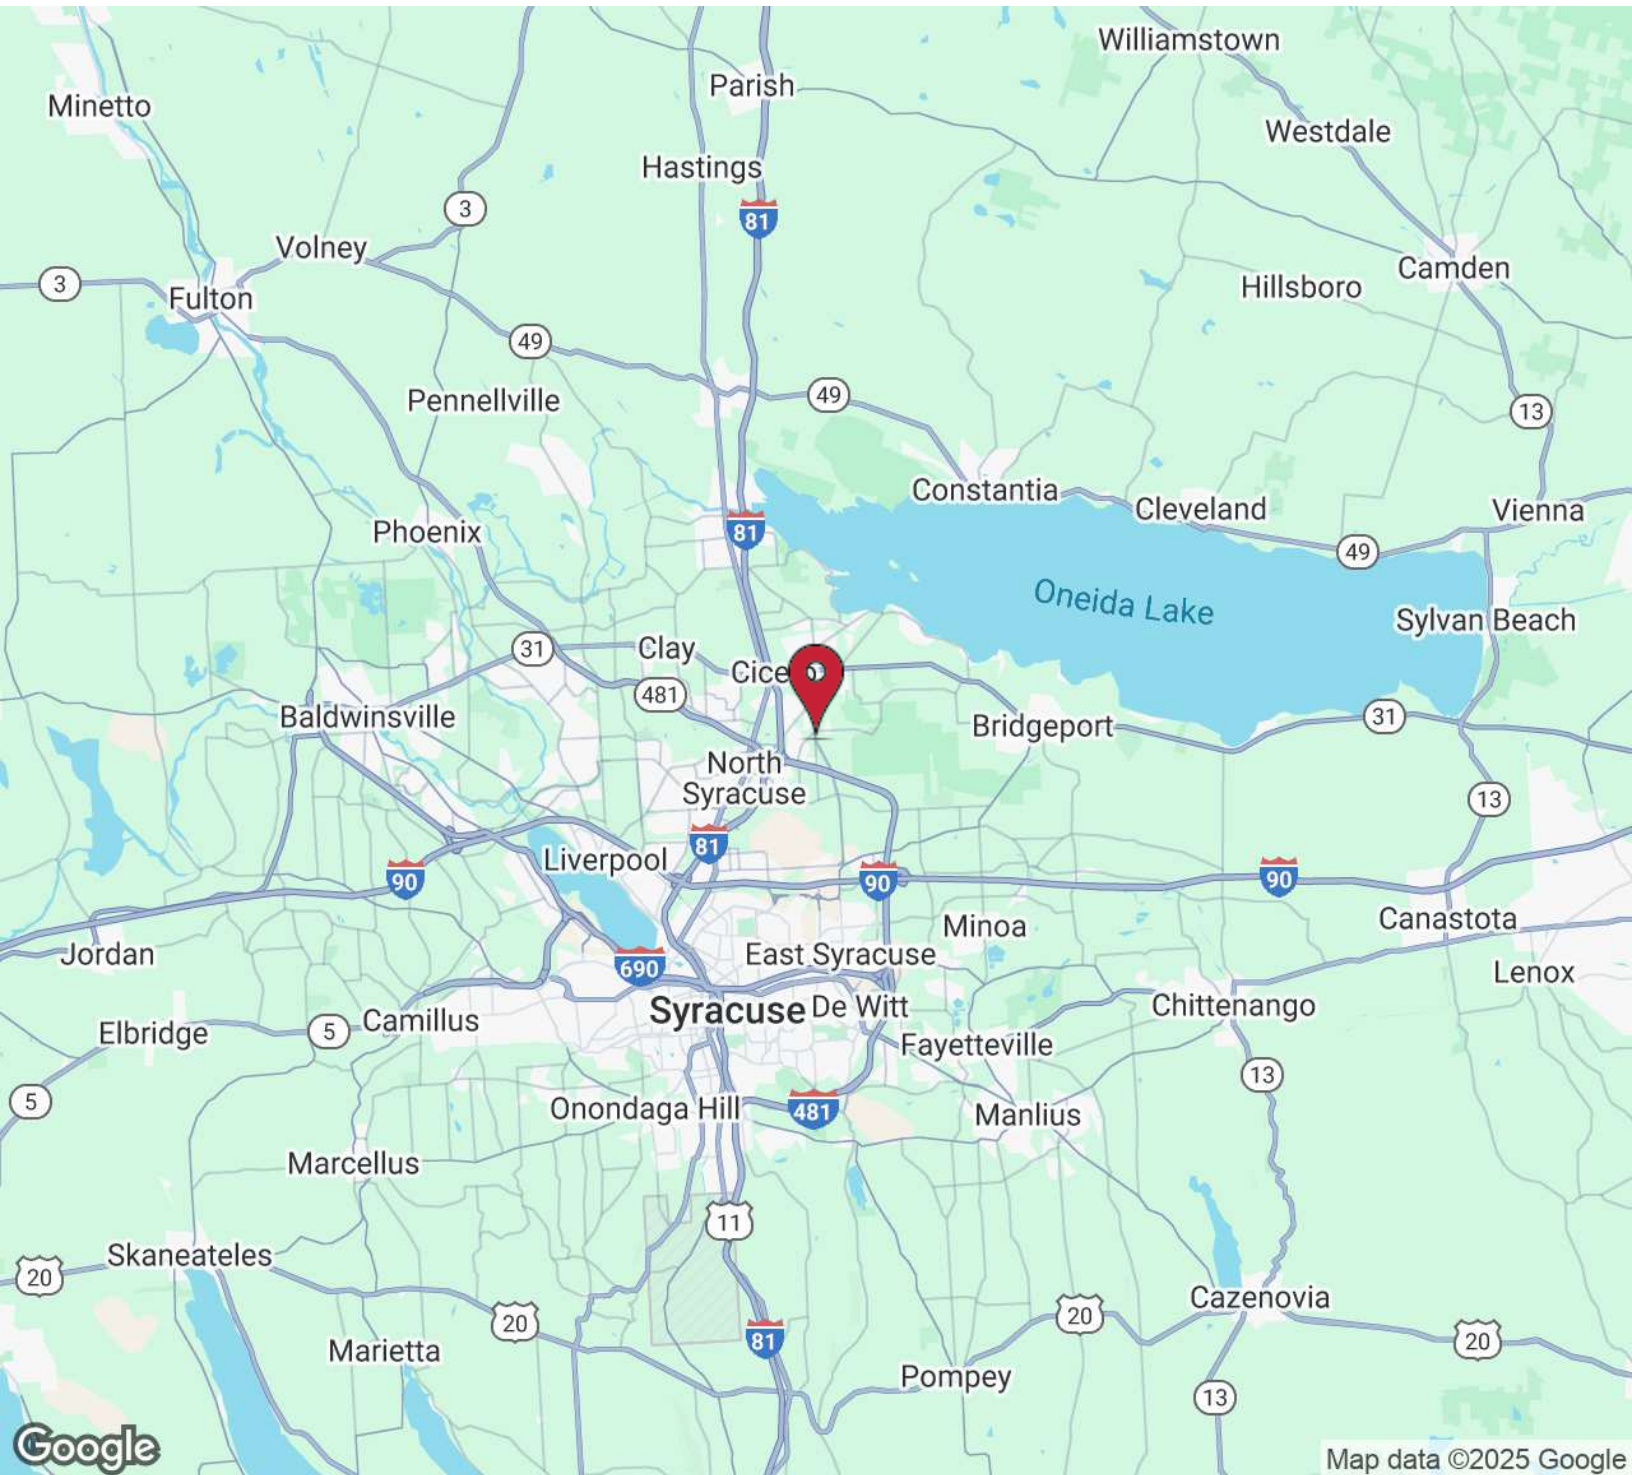 Williamstown
Parish
Minetto
Westdale
Hastings
3
81
Volney
Camden
3
Hillsboro
Fulton
49
49
Pennellville
13
Constantia
Cleveland
Vienna
Phoenix
81
49
Oneida Lake
Sylvan Beach
31
Clay
Cice
481
Baldwinsville
Bridgeport
31
North
Syracuse
13
81
Liverpool
90
90
90
Canastota
Minoa
Jordan
East Syracuse
690
Lenox
Syracuse
De Witt
Chittenango
Elbridge
5
Camillus
Fayetteville
13
5
Onondaga Hill
481
Manlius
Marcellus
11
Skaneateles
20
Cazenovia
20
20
81
20
Marietta
Pompey
13
Google
Map data ©2025 Google